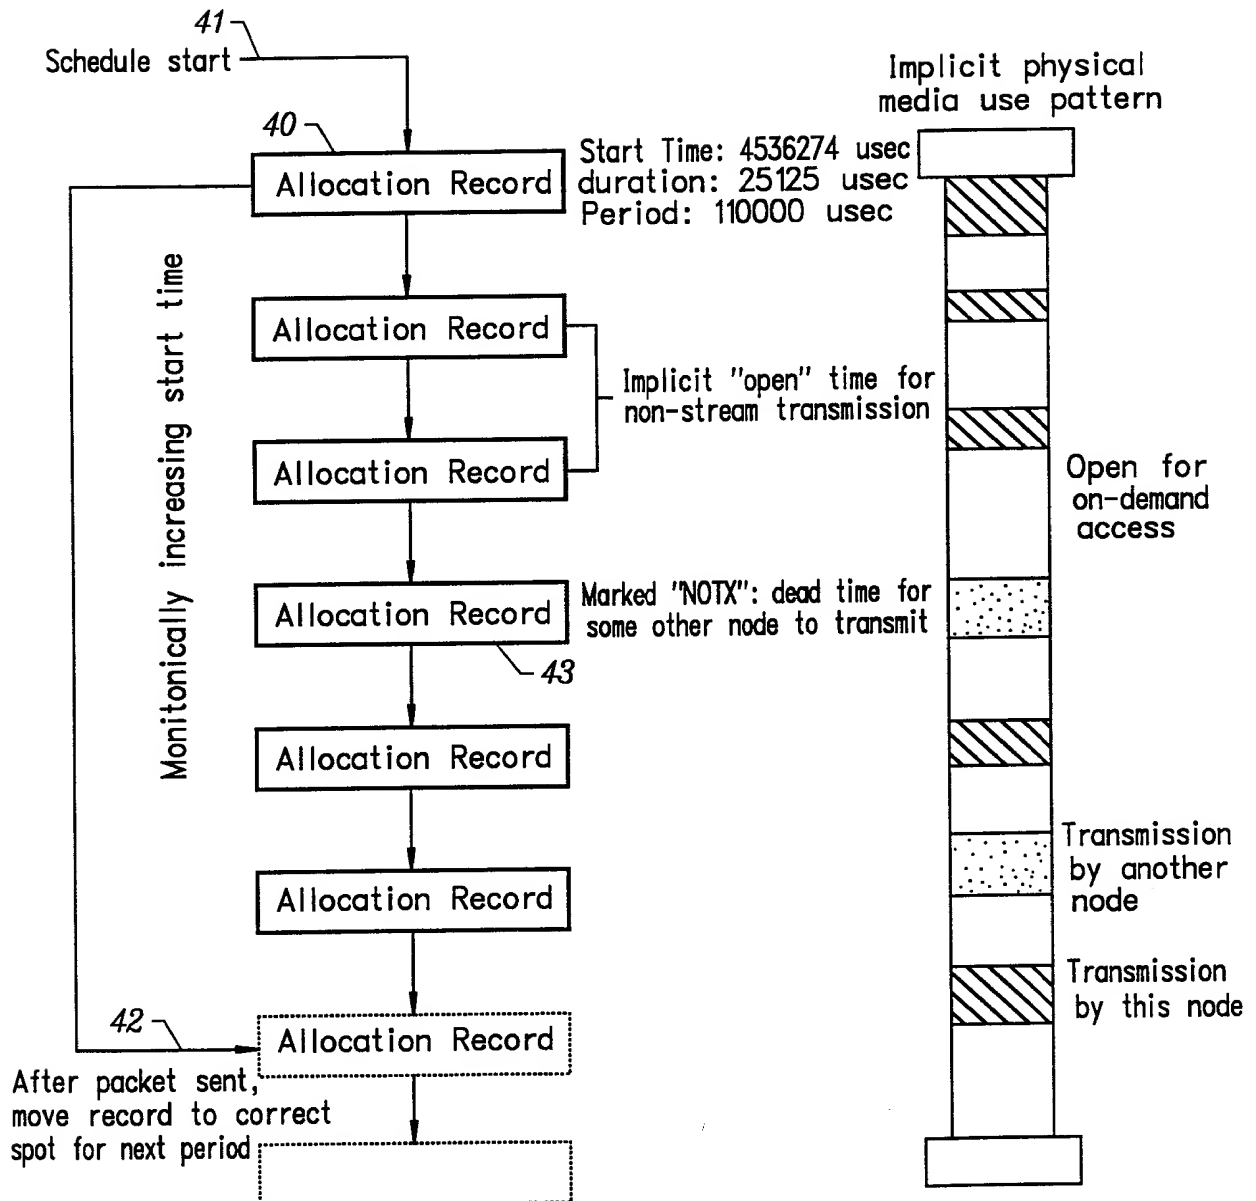 41
Schedule start
Implicit physical
media use pattern
40
Allocation Record
Start Time: 4536274 usec
duration: 25125 usec
Period: 110000 usec
Monitonically increasing start time
Allocation Record
Implicit "open" time for
non-stream transmission
Allocation Record
Open for
on-demand
access
Allocation Record
Marked "NOTX": dead time for
some other node to transmit
43
Allocation Record
Transmission
by another
node
Allocation Record
Transmission
by this node
42
Allocation Record
After packet sent,
move record to correct
spot for next period